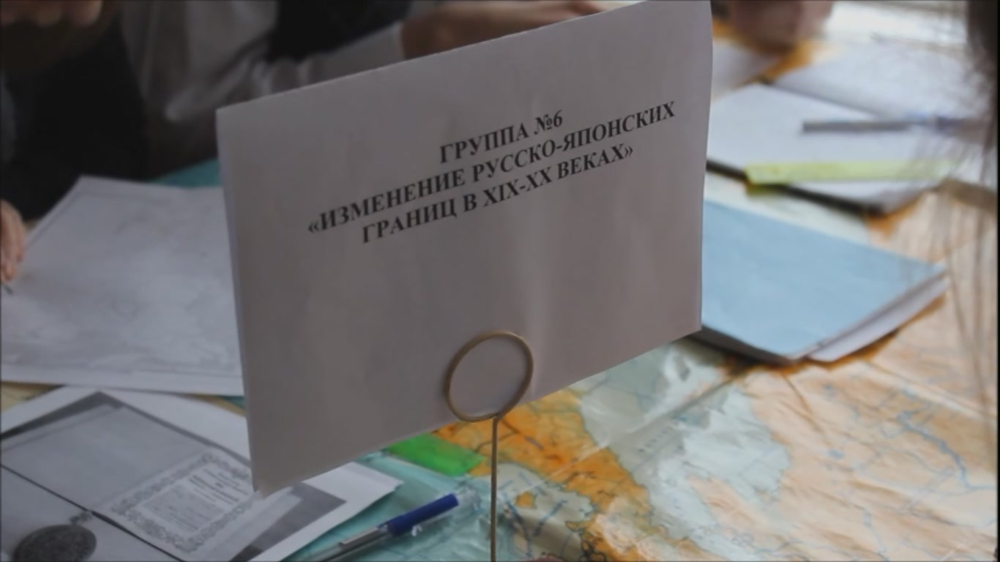 ГРУППА №6
«ИЗМЕНЕНИЕ РУССКО-ЯПОНСКИХ
ГРАНИЦ В XIX-XX ВЕКАХ»